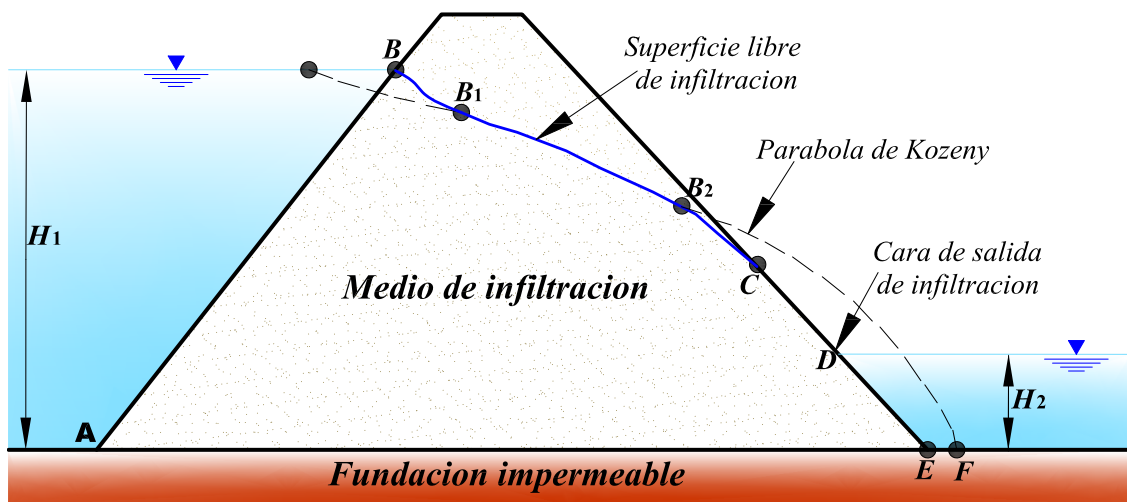 B
Superficie libre
de infiltracion
B1
Parabola de Kozeny
B2
H1
Cara de salida
de infiltracion
Medio de infiltracion
C
D
H2
A
E
F
Fundacion impermeable